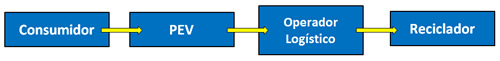 Consumidor
PEV
Operador
Logístico
Reciclador